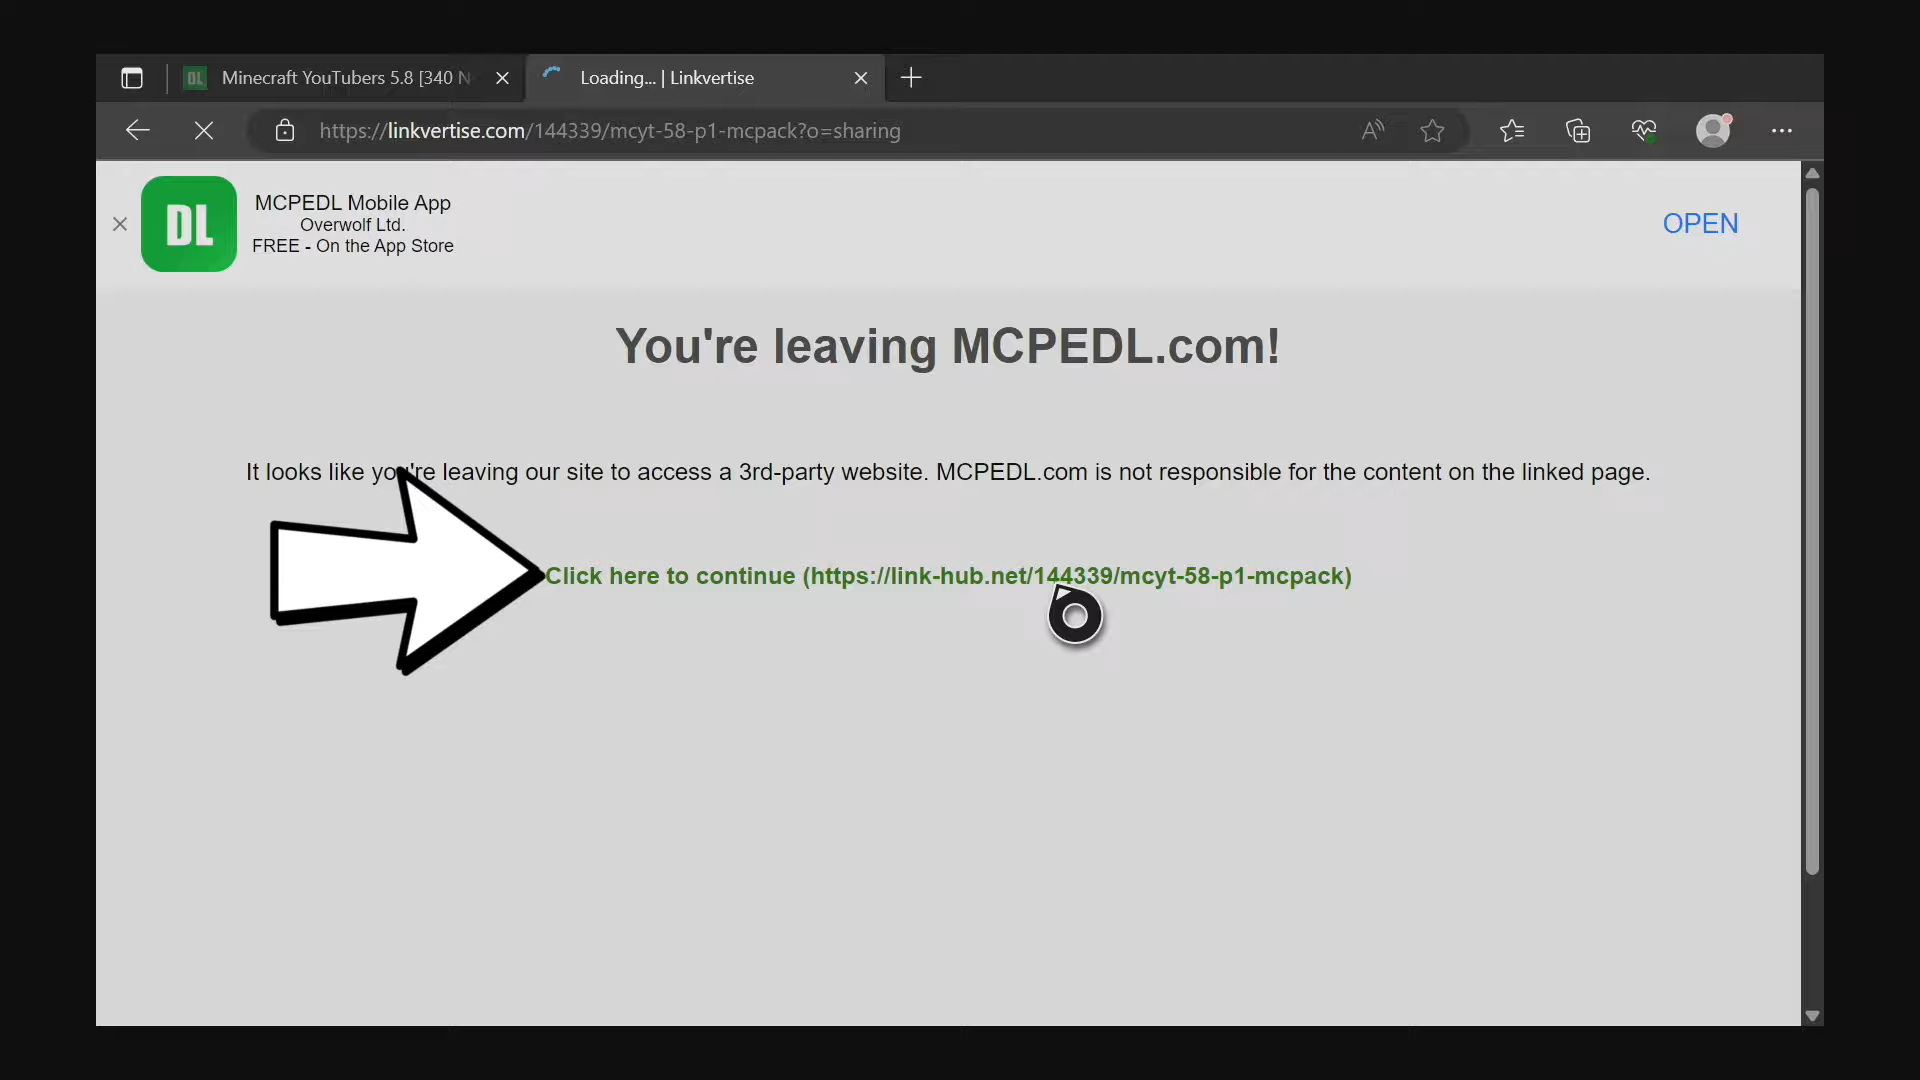 DL Minecraft YouTubers 5.8 [340 N
Loading... | Linkvertise
https://linkvertise.com/144339/mcyt-58-p1-mcpack?o=sharing
DL
MCPEDL Mobile App
Overwolf Ltd.
FREE - On the App Store
OPEN
You're leaving MCPEDL.com!
It looks like you're leaving our site to access a 3rd-party website. MCPEDL.com is not responsible for the content on the linked page.
Click here to continue (https://link-hub.net/144339/mcyt-58-p1-mcpack)